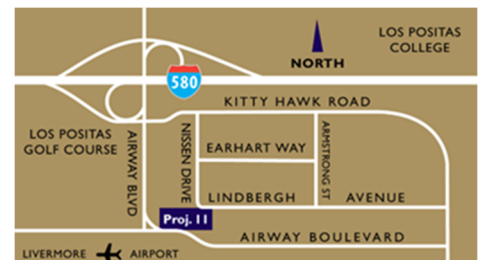 LOS POSITAS
COLLEGE
NORTH
580
KITTY HAWK ROAD
LOS POSITAS
GOLF COURSE
AIRWAY BLVD
NISSEN DRIVE
EARHART WAY
ARMSTRONG ST
LINDBERGH AVENUE
Proj. 11
AIRWAY BOULEVARD
LIVERMORE AIRPORT